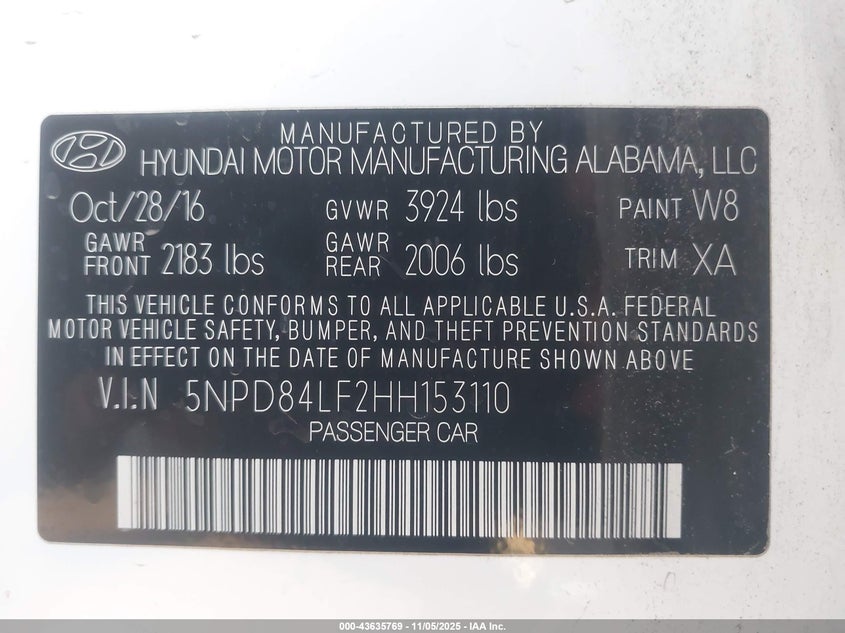 MANUFACTURED BY
HYUNDAI MOTOR MANUFACTURING ALABAMA, LLC
Oct/28/16 GVWR 3924 lbs PAINT W8
GAWR FRONT 2183 lbs GAWR REAR 2006 lbs TRIM XA
THIS VEHICLE CONFORMS TO ALL APPLICABLE U.S.A. FEDERAL
MOTOR VEHICLE SAFETY, BUMPER, AND THEFT PREVENTION STANDARDS
IN EFFECT ON THE DATE OF MANUFACTURE SHOWN ABOVE
V.I.N 5NPD84LF2HH153110
PASSENGER CAR
000-43635769 - 11/05/2025 - IAA Inc.